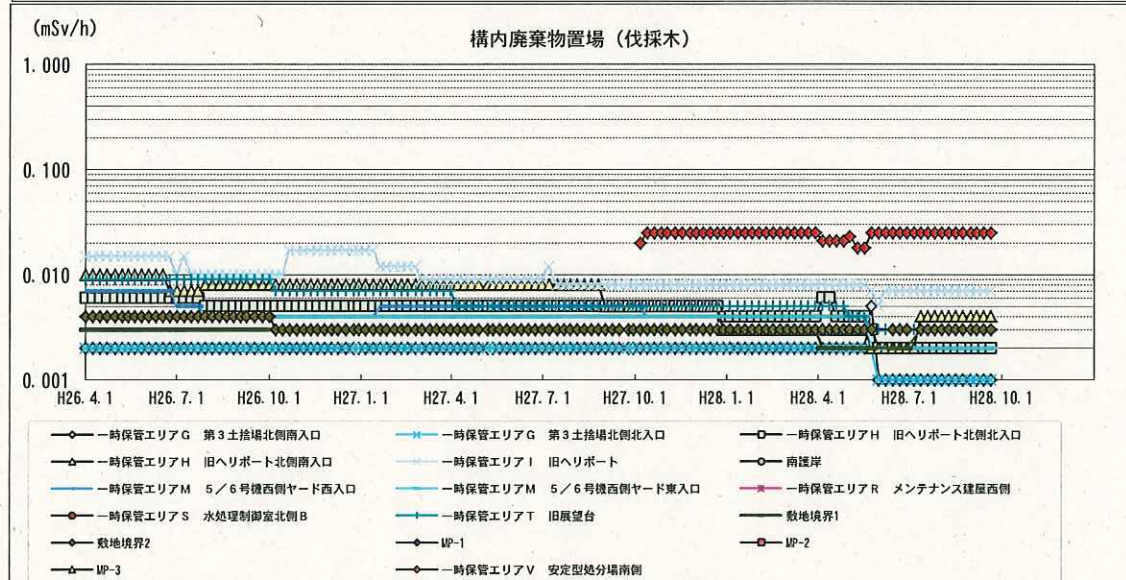 (mSv/h)
構内廃棄物置場（伐採木）
1.000
0.100
0.010
0.001
H26.4.1 H26.7.1 H26.10.1 H27.1.1 H27.4.1 H27.7.1 H27.10.1 H28.1.1 H28.4.1 H28.7.1 H28.10.1
一時保管エリアG 第3土捨場北側南入口 一時保管エリアG 第3土捨場北側北入口 一時保管エリアH 旧ヘリポート北側北入口
一時保管エリアH 旧ヘリポート北側南入口 一時保管エリアI 旧ヘリポート 南護岸
一時保管エリアM 5／6号機西側ヤード西入口 一時保管エリアM 5／6号機西側ヤード東入口 一時保管エリアR メンテナンス建屋西側
一時保管エリアS 水処理制御室北側B 一時保管エリアT 旧展望台 敷地境界1
敷地境界2 MP-1 MP-2
MP-3 一時保管エリアV 安定型処分場南側